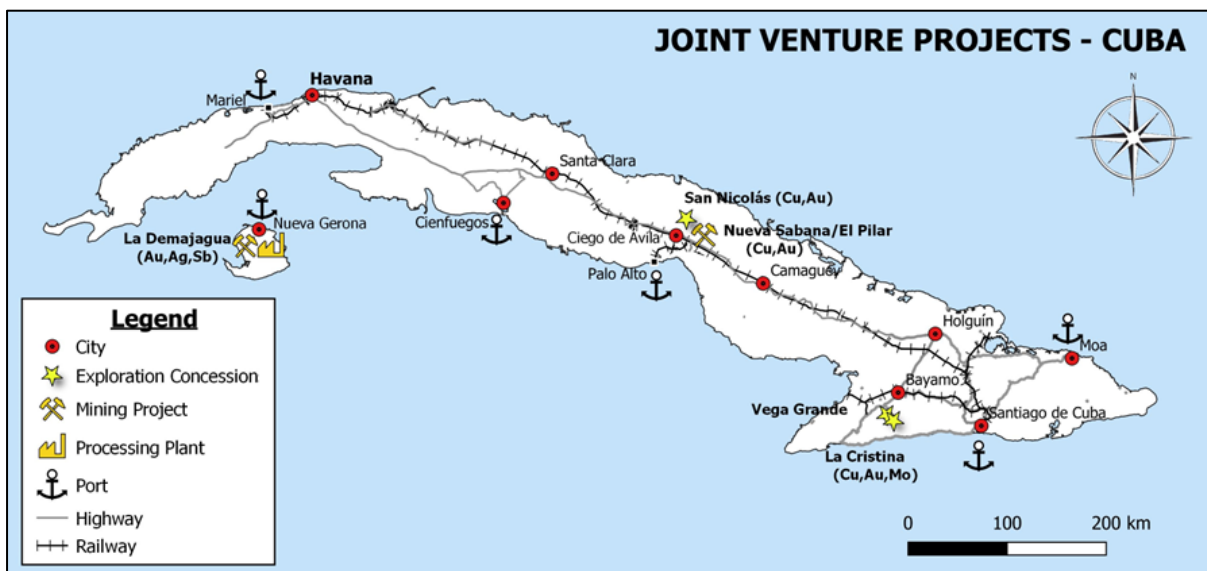 JOINT VENTURE PROJECTS - CUBA
N
Havana
Mariel
Santa Clara
San Nicolás (Cu,Au)
Nueva Gerona
Cienfuegos
Ciego de Ávila
Nueva Sabana/El Pilar
(Cu,Au)
La Demajagua
(Au,Ag,Sb)
Palo Alto
Camaguey
Holguín
Moa
Bayamo
Vega Grande
Santiago de Cuba
La Cristina
(Cu,Au,Mo)
Legend
City
Exploration Concession
Mining Project
Processing Plant
Port
Highway
Railway
0 100 200 km